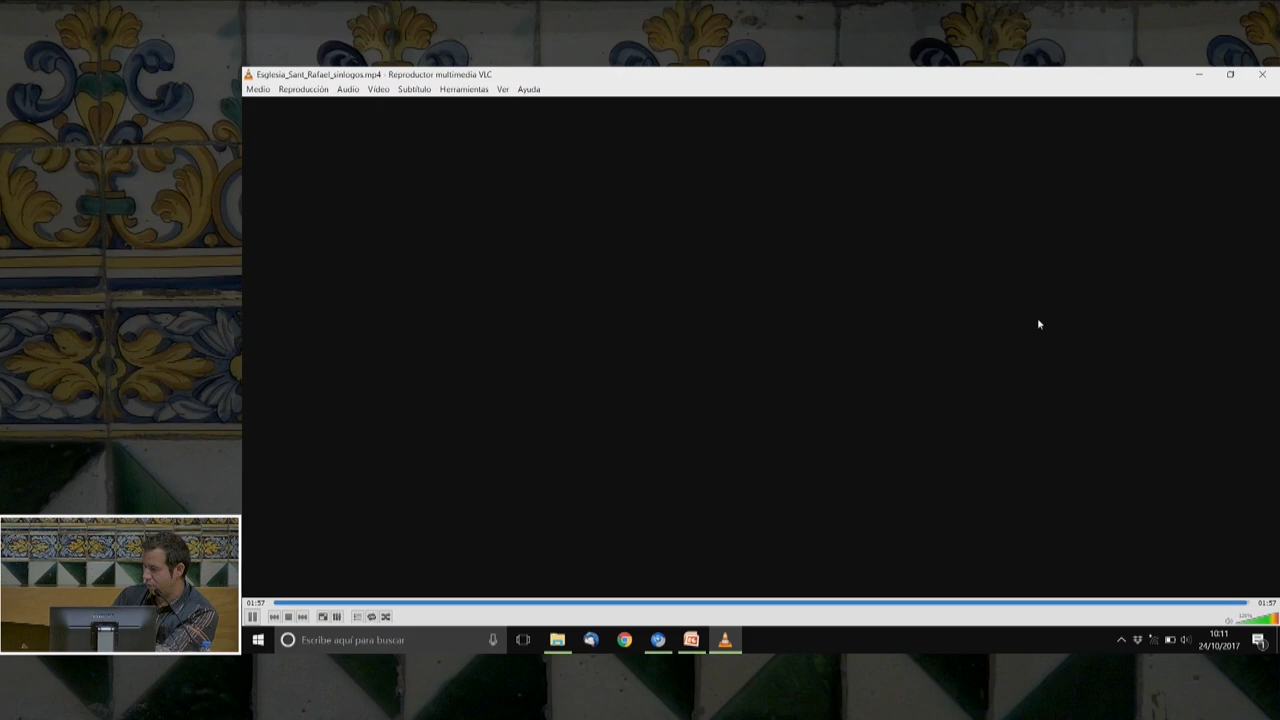 Esglesia_Sant_Rafael_sinlogos.mp4 - Reproductor multimedia VLC
Medio Reproducción Audio Vídeo Subtítulo Herramientas Ver Ayuda
01:57 01:57
Escribe aquí para buscar
10:11
24/10/2017